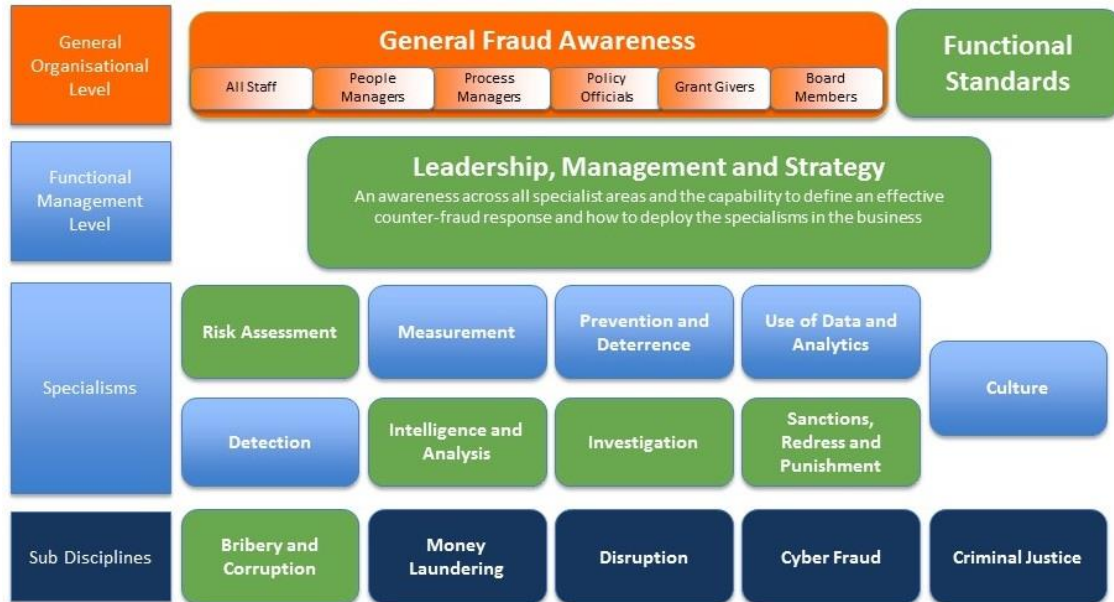 General
Organisational
Level
General Fraud Awareness
All Staff
People
Managers
Process
Managers
Policy
Officials
Grant Givers
Board
Members
Functional
Standards
Functional
Management
Level
Leadership, Management and Strategy
An awareness across all specialist areas and the capability to define an effective
counter-fraud response and how to deploy the specialisms in the business
Specialisms
Risk Assessment
Measurement
Prevention and
Deterrence
Use of Data and
Analytics
Culture
Detection
Intelligence and
Analysis
Investigation
Sanctions,
Redress and
Punishment
Sub Disciplines
Bribery and
Corruption
Money
Laundering
Disruption
Cyber Fraud
Criminal Justice